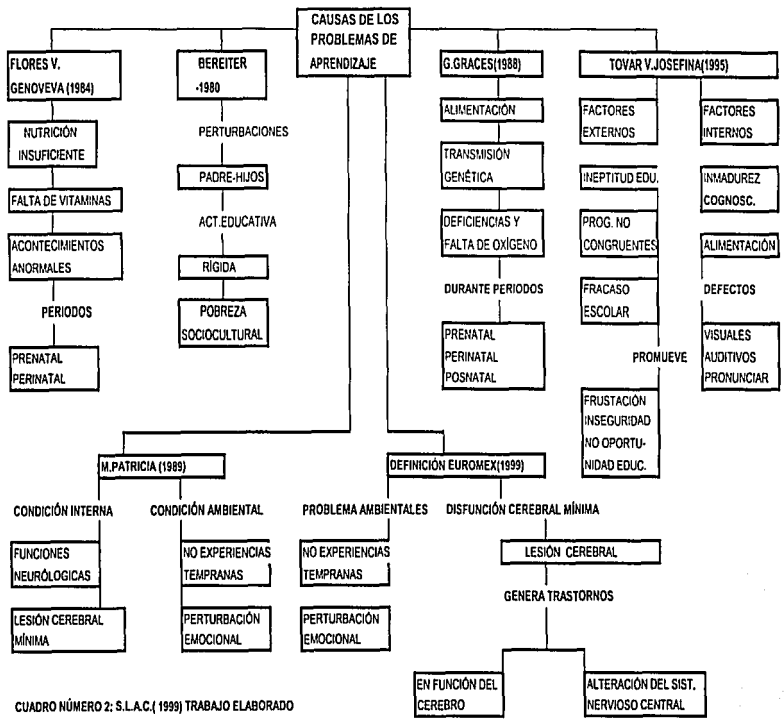 CAUSAS DE LOS
PROBLEMAS DE
APRENDIZAJE
FLORES V.
GENOVEVA (1984)
NUTRICIÓN
INSUFICIENTE
FALTA DE VITAMINAS
ACONTECIMIENTOS
ANORMALES
PERIODOS
PRENATAL
PERINATAL
BEREITER
-1980
PERTURBACIONES
PADRE-HIJOS
ACT.EDUCATIVA
RÍGIDA
POBREZA
SOCIOCULTURAL
G.GRACES(1988)
ALIMENTACIÓN
TRANSMISIÓN
GENÉTICA
DEFICIENCIAS Y
FALTA DE OXÍGENO
DURANTE PERIODOS
PRENATAL
PERINATAL
POSNATAL
TOVAR V.JOSEFINA(1995)
FACTORES
EXTERNOS
INEPTITUD EDU.
PROG. NO
CONGRUENTES
FRACASO
ESCOLAR
PROMUEVE
FRUSTACIÓN
INSEGURIDAD
NO OPORTU-
NIDAD EDUC.
FACTORES
INTERNOS
INMADUREZ
COGNOSC.
ALIMENTACIÓN
DEFECTOS
VISUALES
AUDITIVOS
PRONUNCIAR
M.PATRICIA (1989)
CONDICIÓN INTERNA
FUNCIONES
NEURÓLOGICAS
LESIÓN CEREBRAL
MÍNIMA
CONDICIÓN AMBIENTAL
NO EXPERIENCIAS
TEMPRANAS
PERTURBACIÓN
EMOCIONAL
DEFINICIÓN EUROMEX(1999)
PROBLEMA AMBIENTALES
NO EXPERIENCIAS
TEMPRANAS
PERTURBACIÓN
EMOCIONAL
DISFUNCIÓN CEREBRAL MÍNIMA
LESIÓN CEREBRAL
GENERA TRASTORNOS
EN FUNCIÓN DEL
CEREBRO
ALTERACIÓN DEL SIST.
NERVIOSO CENTRAL
CUADRO NÚMERO 2; S.L.A.C.( 1999) TRABAJO ELABORADO